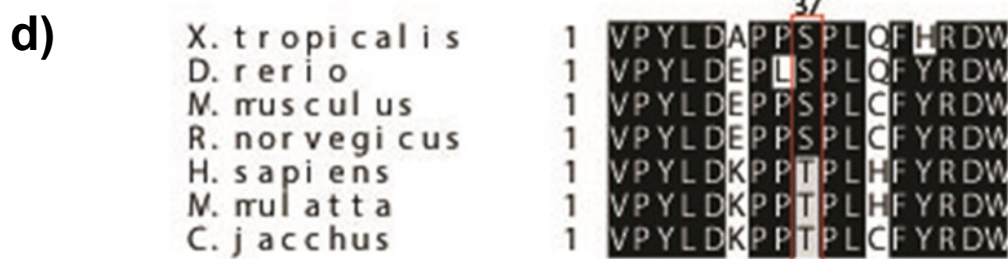 d)
37
X. tropicalis 1 VPYLDAPPSPLQFHRDW
D. rerio 1 VPYLDEPLSPLQFYRDW
M. musculus 1 VPYLDEPPSPLCFYRDW
R. norvegicus 1 VPYLDEPPSPLCFYRDW
H. sapiens 1 VPYLDKPPTPLHFYRDW
M. mulatta 1 VPYLDKPPTPLHFYRDW
C. jacchus 1 VPYLDKPPTPLCFYRDW